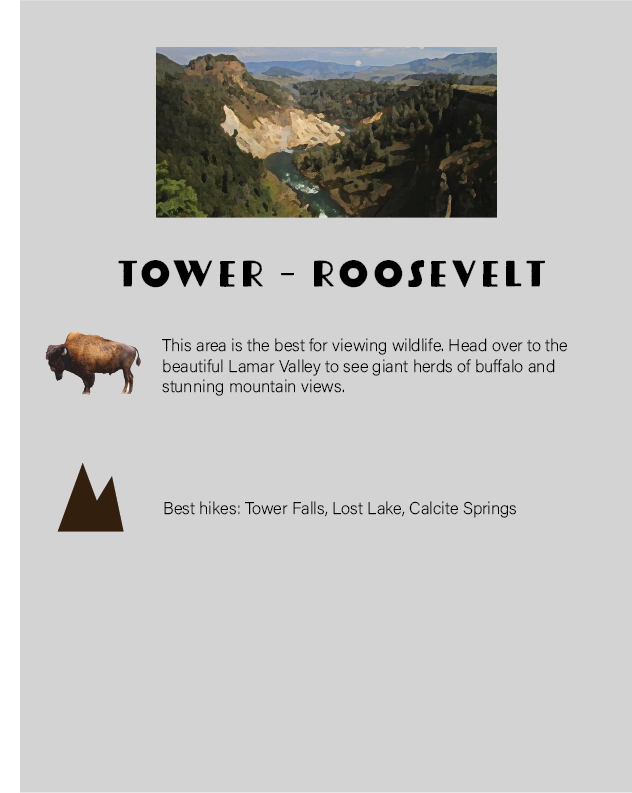 TOWER – ROOSEVELT
This area is the best for viewing wildlife. Head over to the
beautiful Lamar Valley to see giant herds of buffalo and
stunning mountain views.
Best hikes: Tower Falls, Lost Lake, Calcite Springs